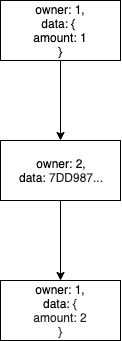 owner: 1,
data: {
amount: 1
}
owner: 2,
data: 7DD987...
owner: 1,
data: {
amount: 2
}